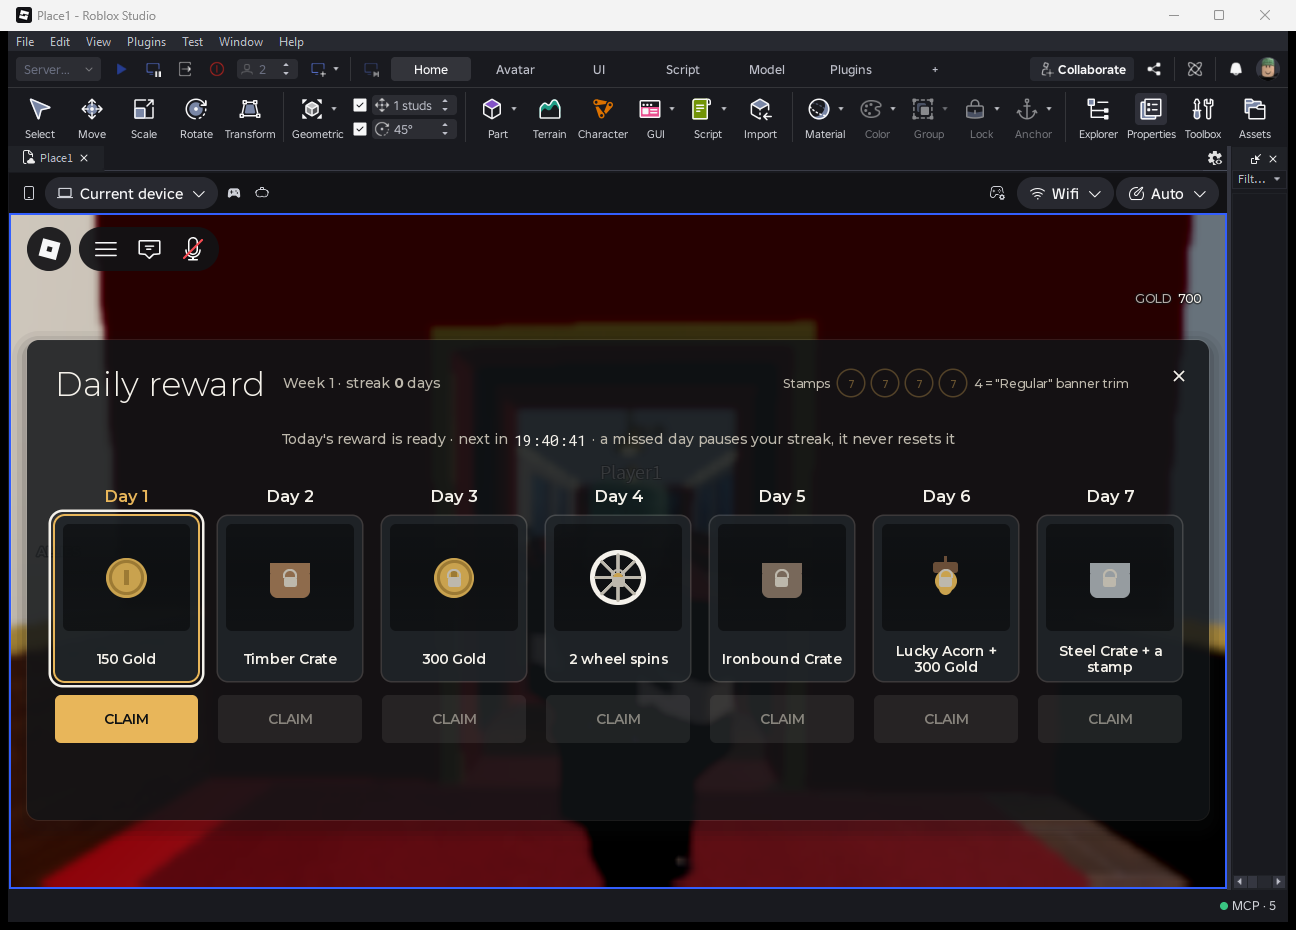 Place1 - Roblox Studio
File Edit View Plugins Test Window Help
Server... 2 Home Avatar UI Script Model Plugins + Collaborate
1 studs
45°
Select Move Scale Rotate Transform Geometric Part Terrain Character GUI Script Import Material Color Group Lock Anchor Explorer Properties Toolbox Assets
Place1
Filt...
Current device Wifi Auto
GOLD 700
Daily reward Week 1 · streak 0 days Stamps 7 7 7 7 4 = "Regular" banner trim
Today's reward is ready · next in 19:40:41 · a missed day pauses your streak, it never resets it
Player1
Day 1 Day 2 Day 3 Day 4 Day 5 Day 6 Day 7
150 Gold Timber Crate 300 Gold 2 wheel spins Ironbound Crate Lucky Acorn + 300 Gold Steel Crate + a stamp
CLAIM CLAIM CLAIM CLAIM CLAIM CLAIM CLAIM
MCP · 5